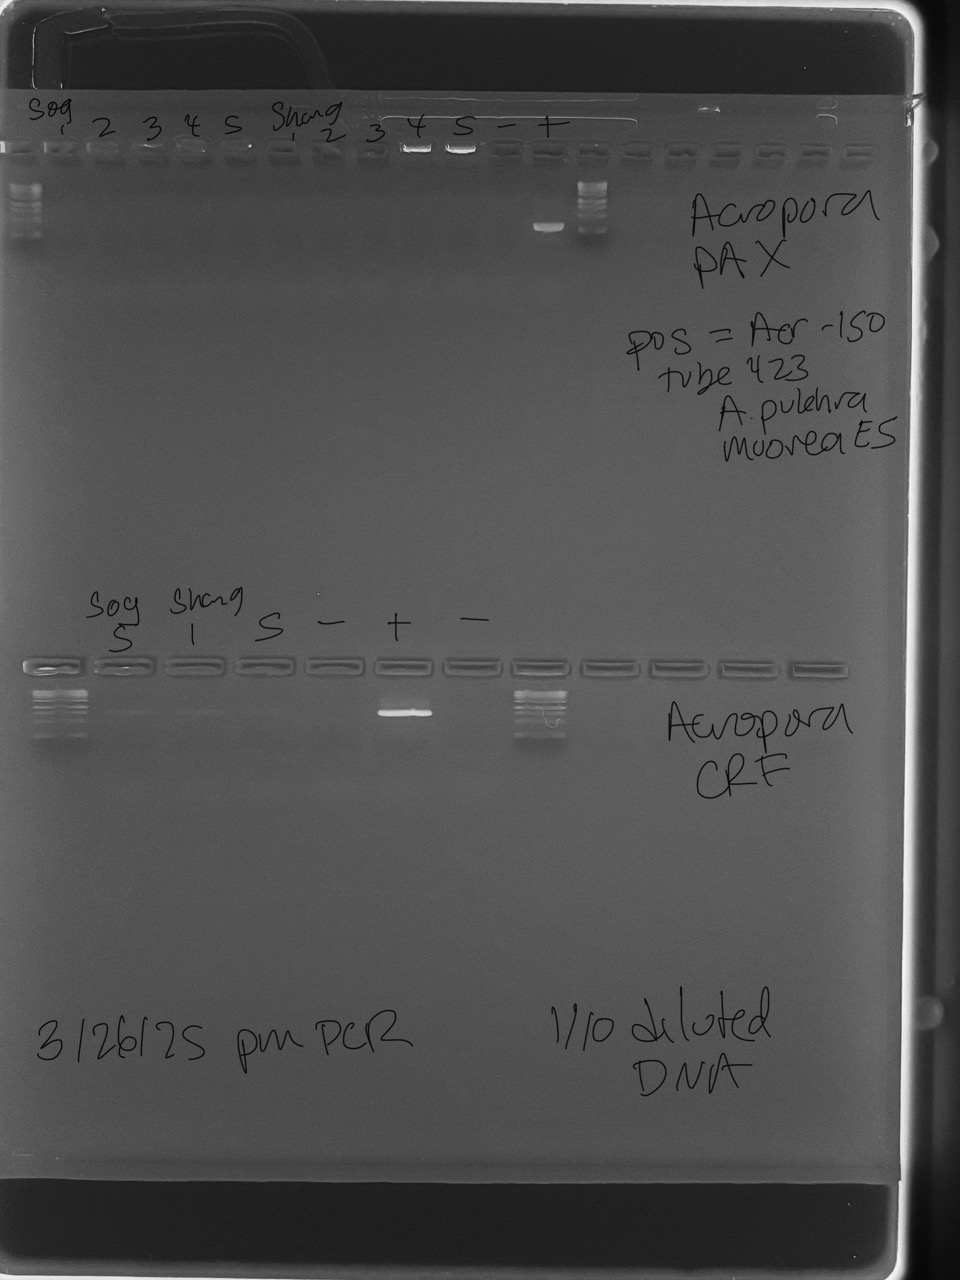 Sog Shang
1 2 3 4 5 1 2 3 4 5 - +
Acropora
PAX
pos = Acr -150
tube 423
A. pulchra
moorea ES
Sog Shang
5 1 5 - + -
Acropora
CRF
3/26/25 pm PCR
1/10 diluted
DNA